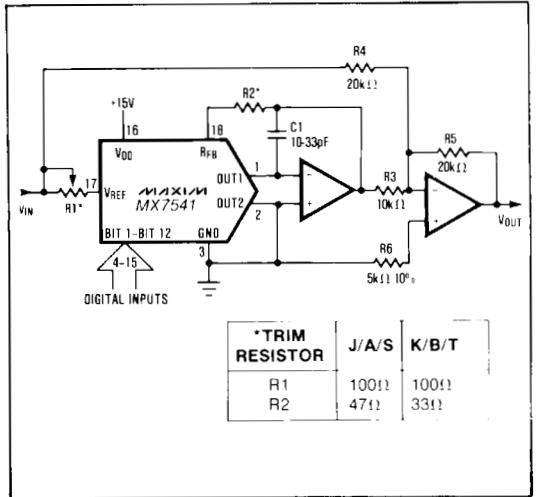 R4
20kΩ
+15V
R2*
16
18
C1
10-33pF
R5
20kΩ
VDD
RFB
1
OUT1
−
R3
10kΩ
−
17
VREF
MAXIM
MX7541
OUT2
2
+
+
VIN
R1*
VOUT
BIT 1-BIT 12
GND
R6
4-15
3
5kΩ 10%
DIGITAL INPUTS
*TRIM RESISTOR J/A/S K/B/T
R1 100Ω 100Ω
R2 47Ω 33Ω